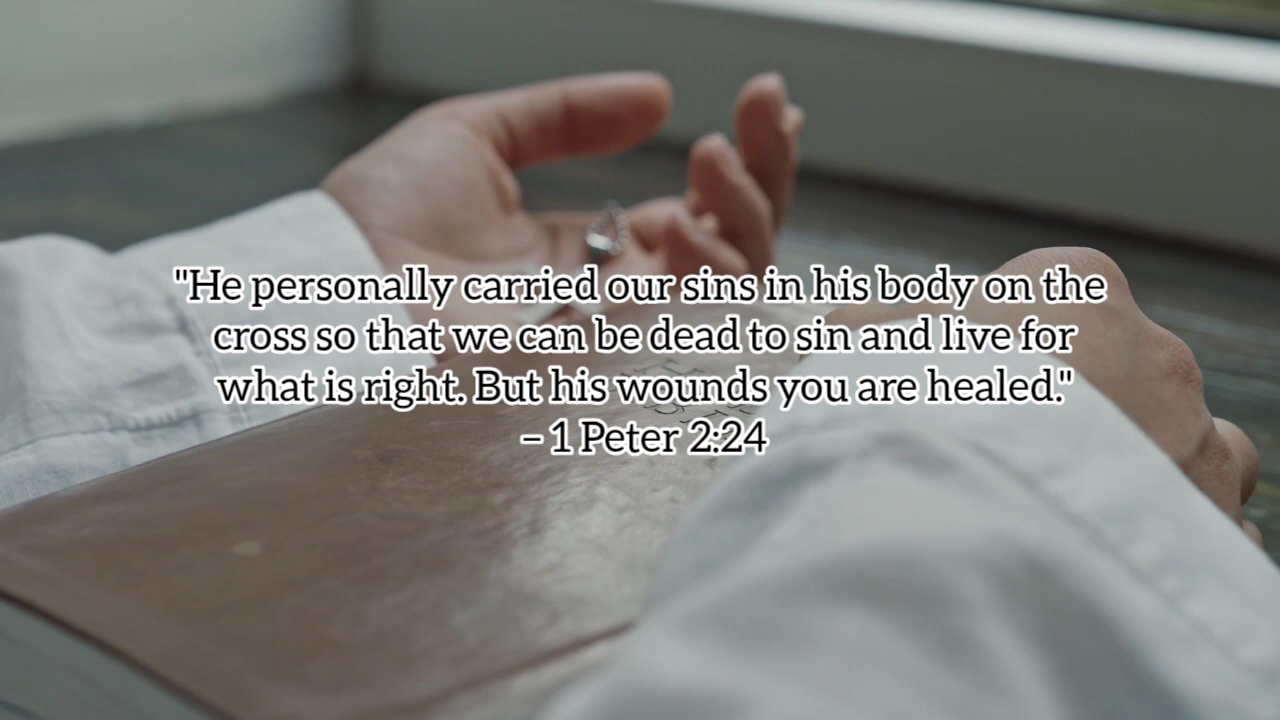 "He personally carried our sins in his body on the
cross so that we can be dead to sin and live for
what is right. But his wounds you are healed."
– 1 Peter 2:24